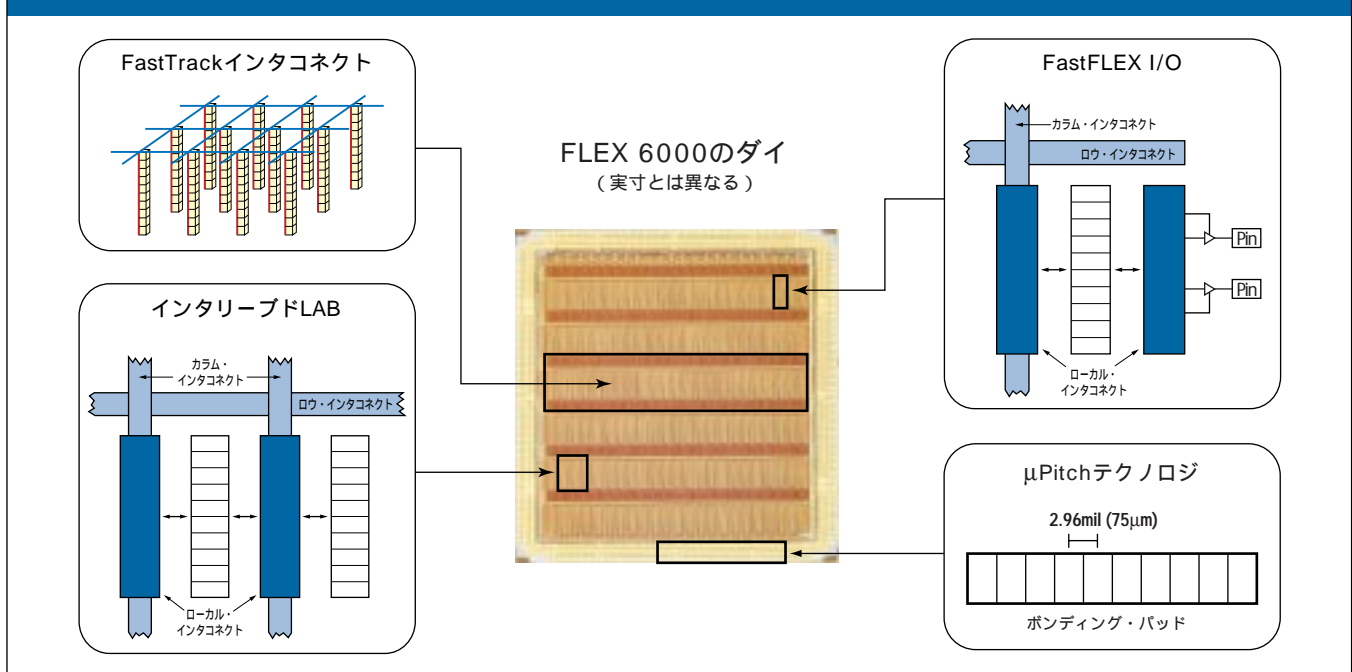 FastTrackインタコネクト
FLEX 6000のダイ
(実寸とは異なる)
FastFLEX I/O
カラム・インタコネクト
ロウ・インタコネクト
Pin
Pin
ローカル・
インタコネクト
インタリーブドLAB
カラム・
インタコネクト
ロウ・インタコネクト
ローカル・
インタコネクト
µPitchテクノロジ
2.96mil (75µm)
ボンディング・パッド